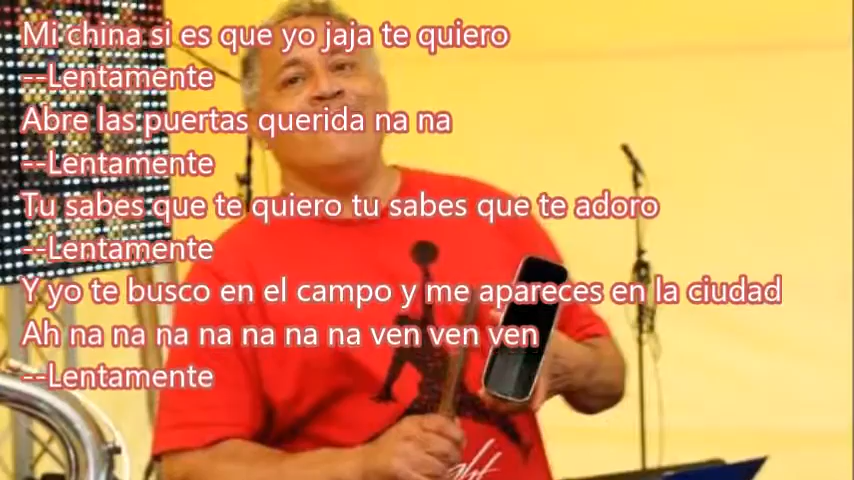 Mi china si es que yo jaja te quiero
--Lentamente
Abre las puertas querida na na
--Lentamente
Tu sabes que te quiero tu sabes que te adoro
--Lentamente
Y yo te busco en el campo y me apareces en la ciudad
Ah na na na na na na na ven ven ven
--Lentamente
ght